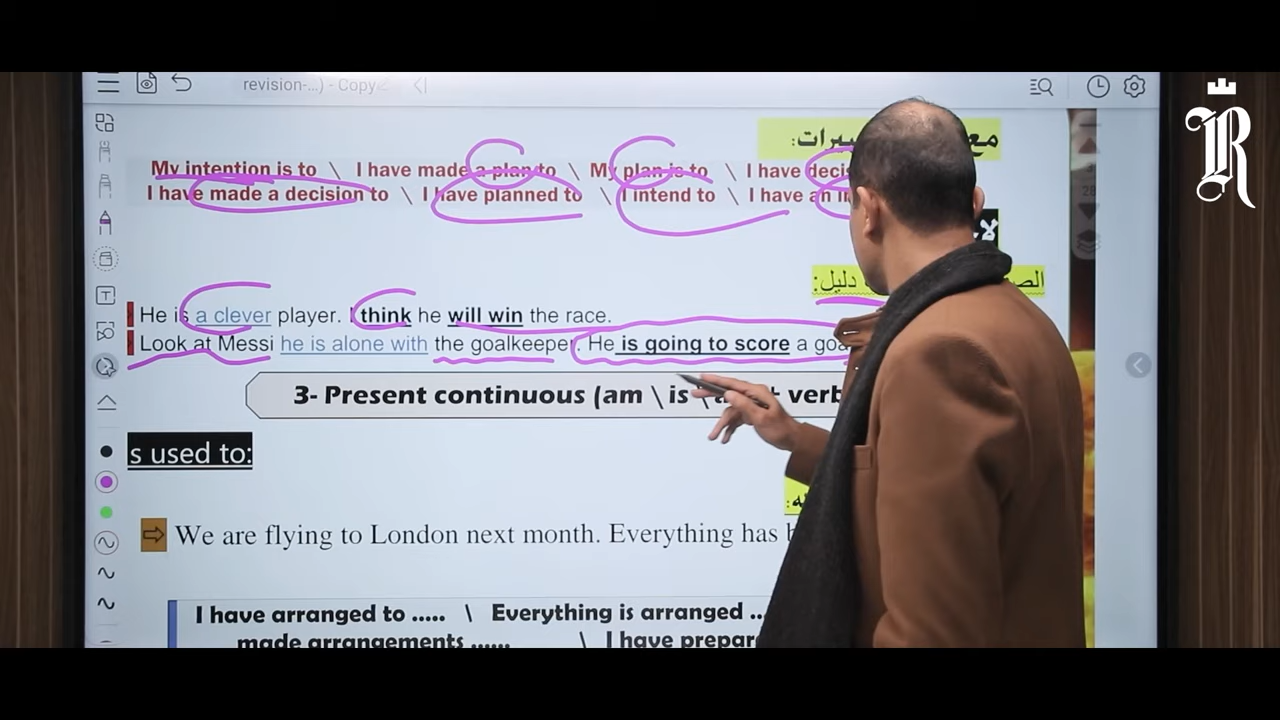 revision-...) - Copy
My intention is to \ I have made a plan to \ My plan is to \ I have
I have made a decision to \ I have planned to \ I intend to \ I have an
دليل:
He is a clever player. I think he will win the race.
Look at Messi he is alone with the goalkeeper. He is going to score a
3- Present continuous (am \ is \ + verb
s used to:
We are flying to London next month. Everything has
I have arranged to ..... \ Everything is arranged ..
made arrangements ...... \ I have
R